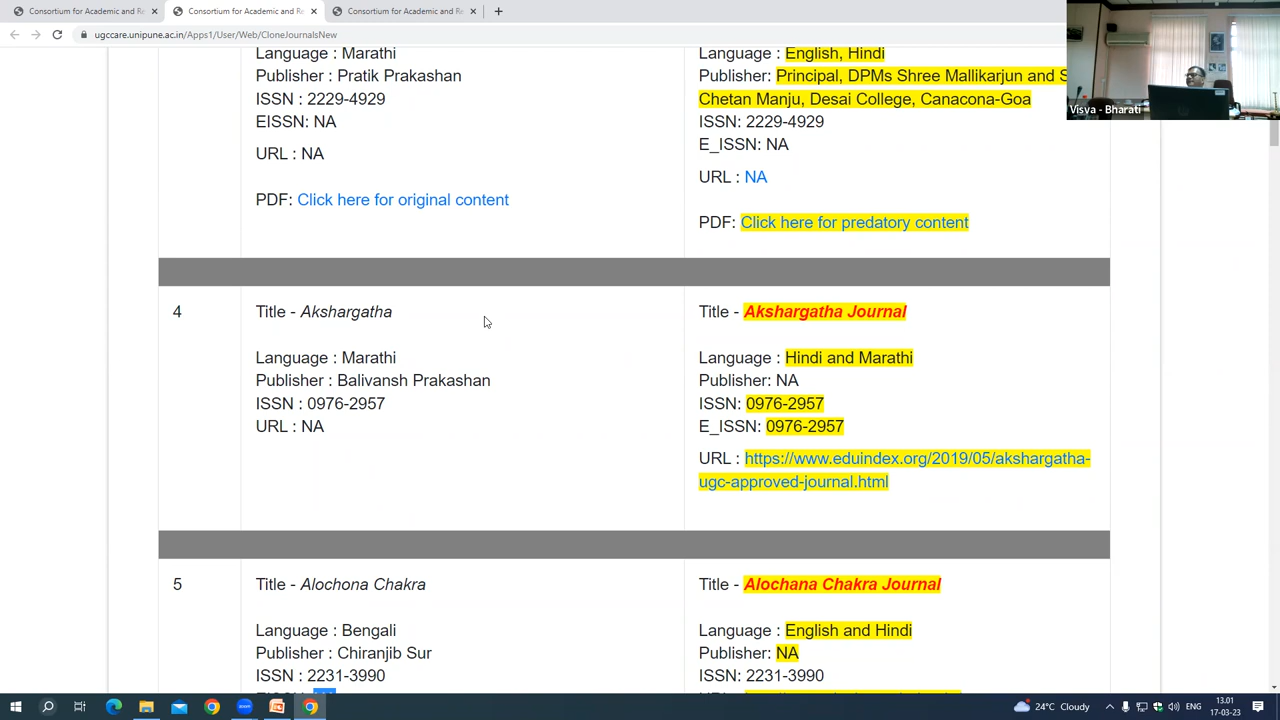 Consortium for Academic and Re
Consortium for Academic and Re
Consortium for Academic and Re
ugccare.unipune.ac.in/Apps1/User/Web/CloneJournalsNew
Visva - Bharati
Language : Marathi
Publisher : Pratik Prakashan
ISSN : 2229-4929
EISSN: NA
URL : NA
PDF: Click here for original content
Language : English, Hindi
Publisher: Principal, DPMs Shree Mallikarjun and S
Chetan Manju, Desai College, Canacona-Goa
ISSN: 2229-4929
E_ISSN: NA
URL : NA
PDF: Click here for predatory content
4
Title - Akshargatha
Language : Marathi
Publisher : Balivansh Prakashan
ISSN : 0976-2957
URL : NA
Title - Akshargatha Journal
Language : Hindi and Marathi
Publisher: NA
ISSN: 0976-2957
E_ISSN: 0976-2957
URL : https://www.eduindex.org/2019/05/akshargatha-
ugc-approved-journal.html
5
Title - Alochona Chakra
Language : Bengali
Publisher : Chiranjib Sur
ISSN : 2231-3990
Title - Alochana Chakra Journal
Language : English and Hindi
Publisher: NA
ISSN: 2231-3990
24°C Cloudy
ENG
13.01
17-03-23